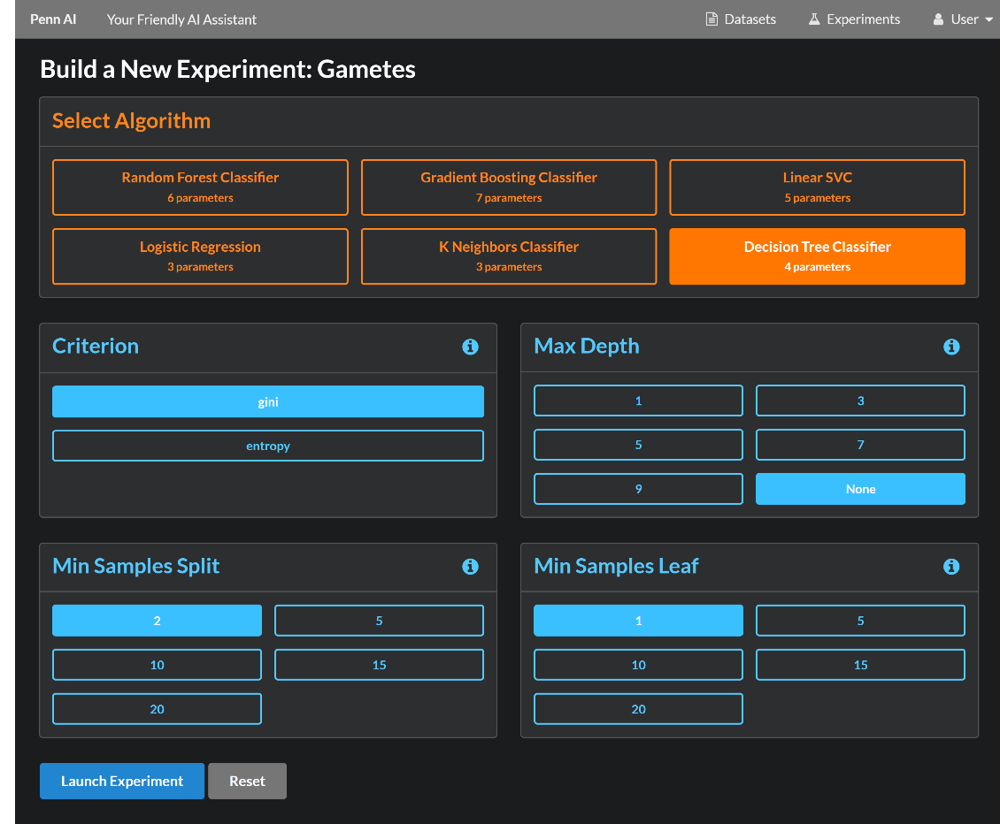 Penn AI Your Friendly AI Assistant Datasets Experiments User
Build a New Experiment: Gametes
Select Algorithm
Random Forest Classifier
6 parameters
Gradient Boosting Classifier
7 parameters
Linear SVC
5 parameters
Logistic Regression
3 parameters
K Neighbors Classifier
3 parameters
Decision Tree Classifier
4 parameters
Criterion
gini
entropy
Max Depth
1
3
5
7
9
None
Min Samples Split
2
5
10
15
20
Min Samples Leaf
1
5
10
15
20
Launch Experiment
Reset